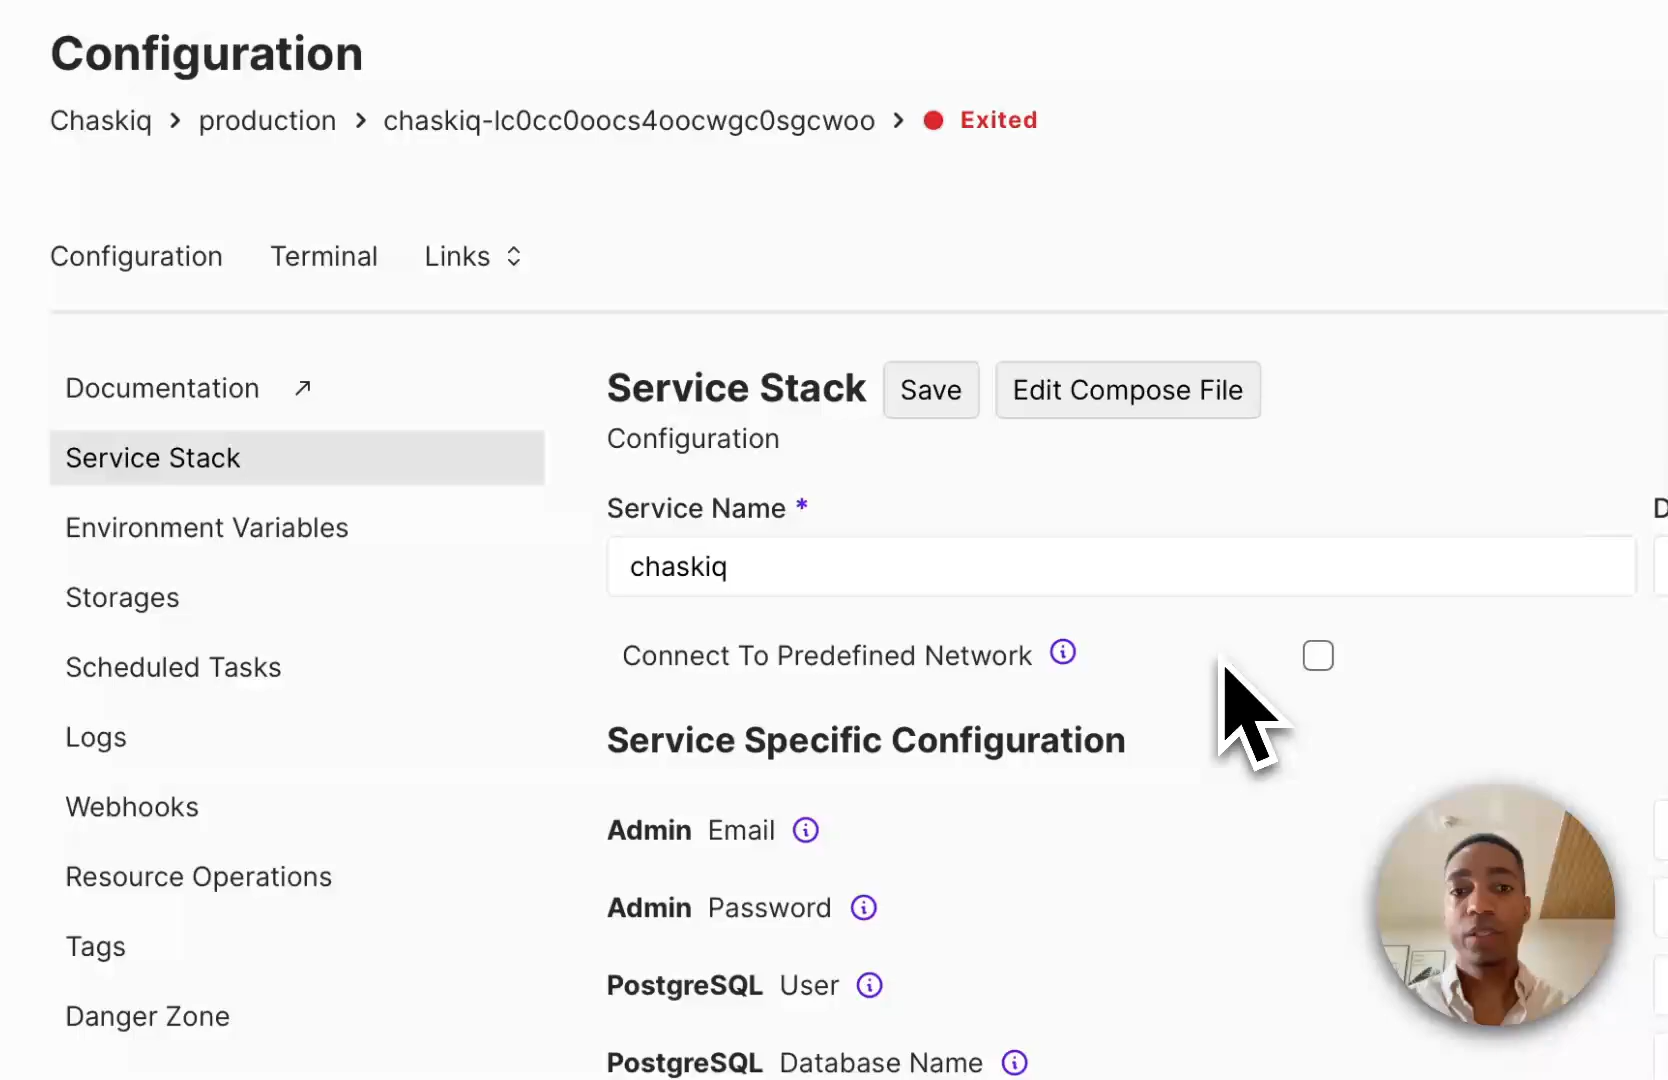 Configuration
Chaskiq > production > chaskiq-lc0cc0oocs4oocwgc0sgcwoo > Exited
Configuration Terminal Links
Documentation
Service Stack
Environment Variables
Storages
Scheduled Tasks
Logs
Webhooks
Resource Operations
Tags
Danger Zone
Service Stack Save Edit Compose File
Configuration
Service Name *
D
chaskiq
Connect To Predefined Network
Service Specific Configuration
Admin Email
Admin Password
PostgreSQL User
PostgreSQL Database Name